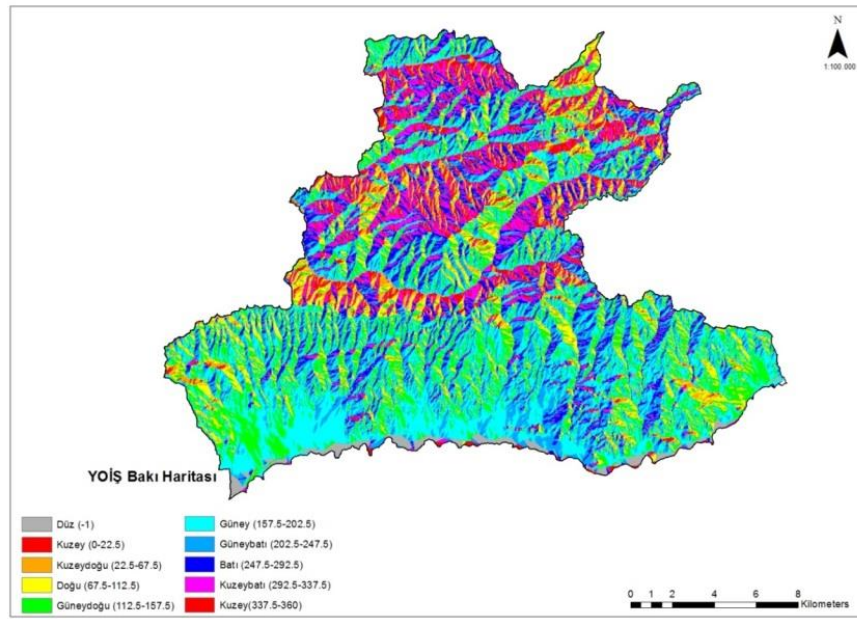 N
1:100.000
YOİŞ Bakı Haritası
Düz (-1)
Kuzey (0-22.5)
Kuzeydoğu (22.5-67.5)
Doğu (67.5-112.5)
Güneydoğu (112.5-157.5)
Güney (157.5-202.5)
Güneybatı (202.5-247.5)
Batı (247.5-292.5)
Kuzeybatı (292.5-337.5)
Kuzey(337.5-360)
0 1 2 4 6 8
Kilometers